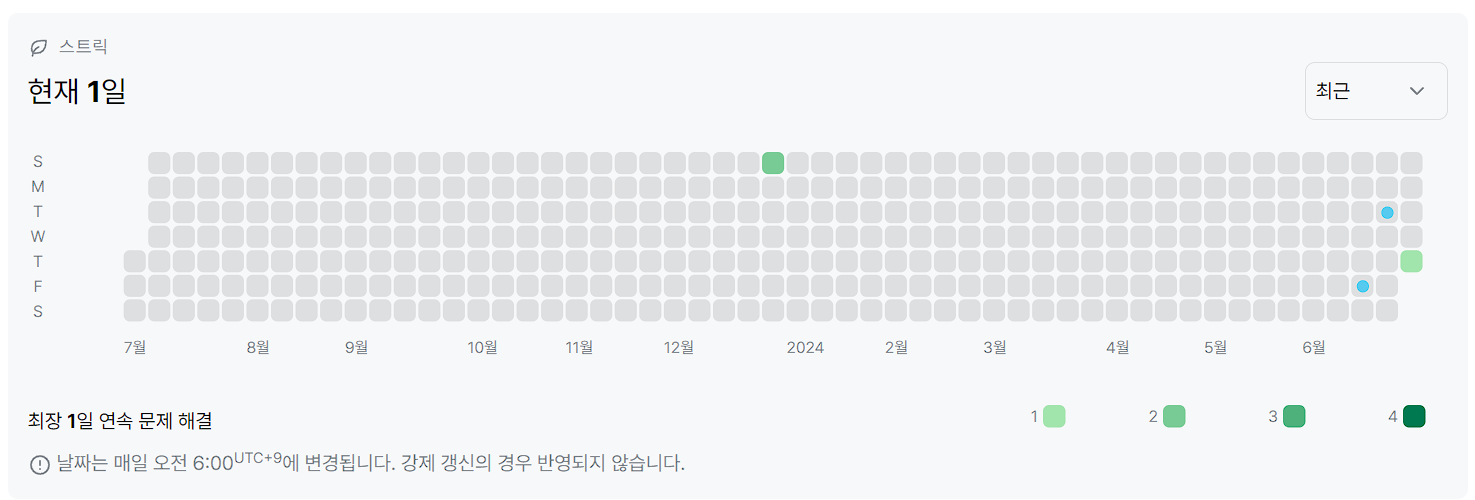 스트릭
현재 1일
최근
S
M
T
W
T
F
S
7월 8월 9월 10월 11월 12월 2024 2월 3월 4월 5월 6월
최장 1일 연속 문제 해결
1 2 3 4
날짜는 매일 오전 6:00UTC+9에 변경됩니다. 강제 갱신의 경우 반영되지 않습니다.